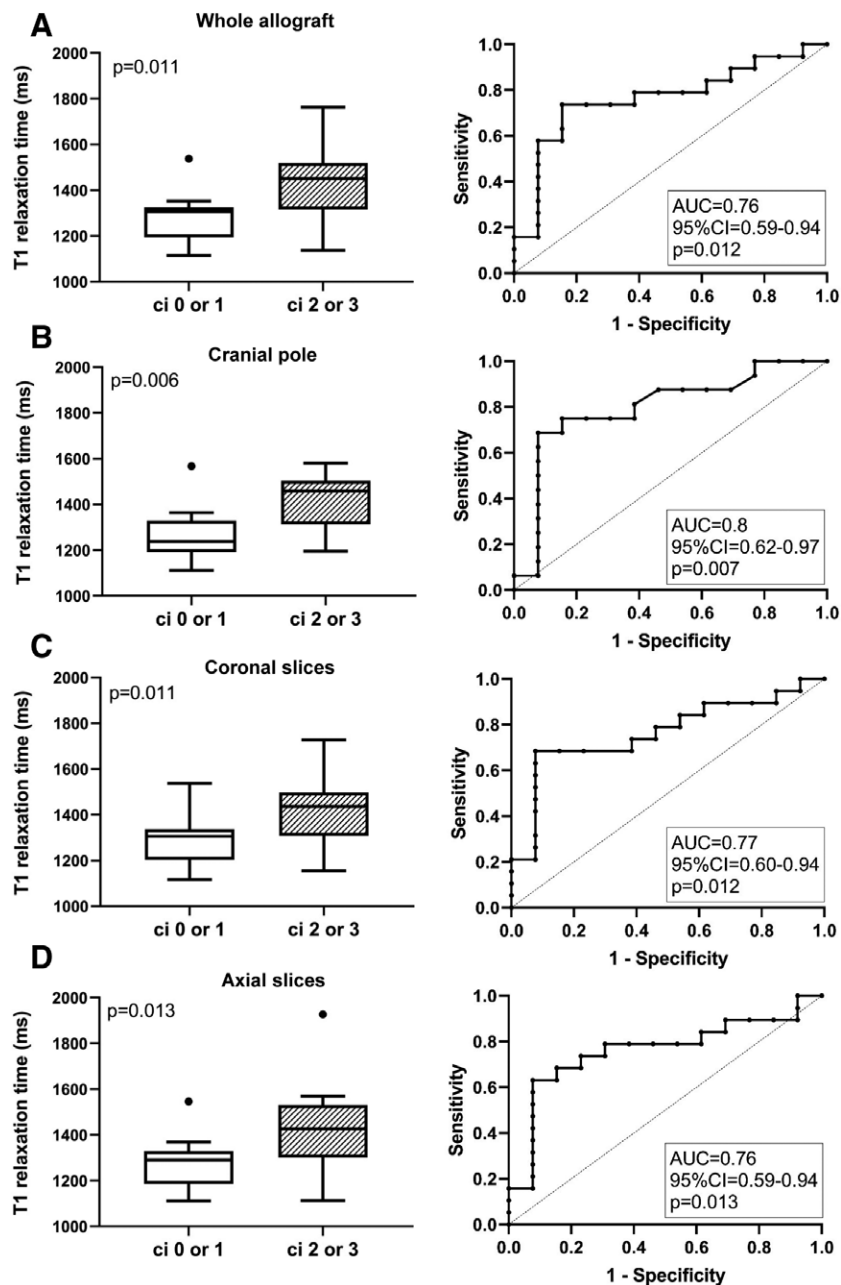 A
Whole allograft
p=0.011
T1 relaxation time (ms)
2000
1800
1600
1400
1200
1000
ci 0 or 1
ci 2 or 3
Sensitivity
1.0
0.8
0.6
0.4
0.2
0.0
AUC=0.76
95%CI=0.59-0.94
p=0.012
0.0 0.2 0.4 0.6 0.8 1.0
1 - Specificity
B
Cranial pole
p=0.006
T1 relaxation time (ms)
2000
1800
1600
1400
1200
1000
ci 0 or 1
ci 2 or 3
Sensitivity
1.0
0.8
0.6
0.4
0.2
0.0
AUC=0.8
95%CI=0.62-0.97
p=0.007
0.0 0.2 0.4 0.6 0.8 1.0
1 - Specificity
C
Coronal slices
p=0.011
T1 relaxation time (ms)
2000
1800
1600
1400
1200
1000
ci 0 or 1
ci 2 or 3
Sensitivity
1.0
0.8
0.6
0.4
0.2
0.0
AUC=0.77
95%CI=0.60-0.94
p=0.012
0.0 0.2 0.4 0.6 0.8 1.0
1 - Specificity
D
Axial slices
p=0.013
T1 relaxation time (ms)
2000
1800
1600
1400
1200
1000
ci 0 or 1
ci 2 or 3
Sensitivity
1.0
0.8
0.6
0.4
0.2
0.0
AUC=0.76
95%CI=0.59-0.94
p=0.013
0.0 0.2 0.4 0.6 0.8 1.0
1 - Specificity